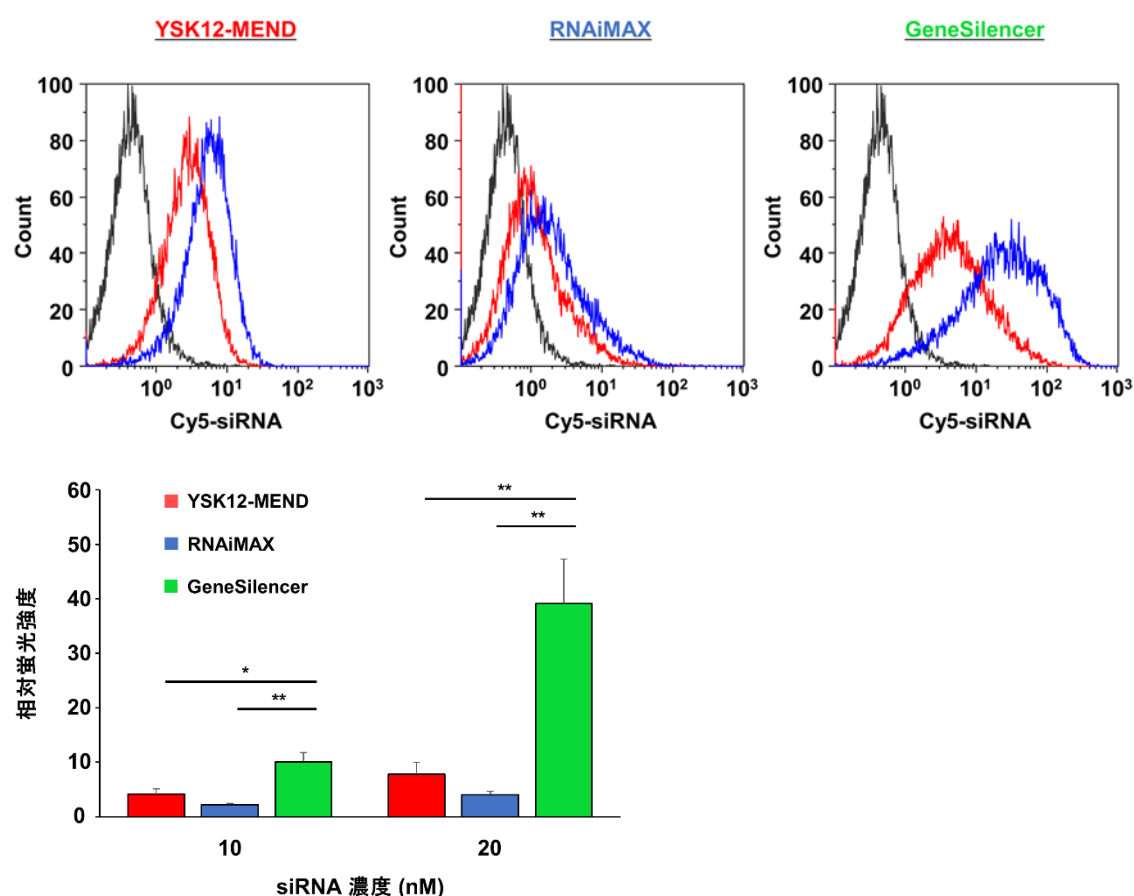 YSK12-MEND
RNAiMAX
GeneSilencer
100
80
60
40
20
0
Count
10⁰ 10¹ 10² 10³
Cy5-siRNA
100
80
60
40
20
0
Count
10⁰ 10¹ 10² 10³
Cy5-siRNA
100
80
60
40
20
0
Count
10⁰ 10¹ 10² 10³
Cy5-siRNA
60
50
40
30
20
10
0
相対蛍光強度
YSK12-MEND
RNAiMAX
GeneSilencer
*
**
**
**
10 20
siRNA 濃度 (nM)